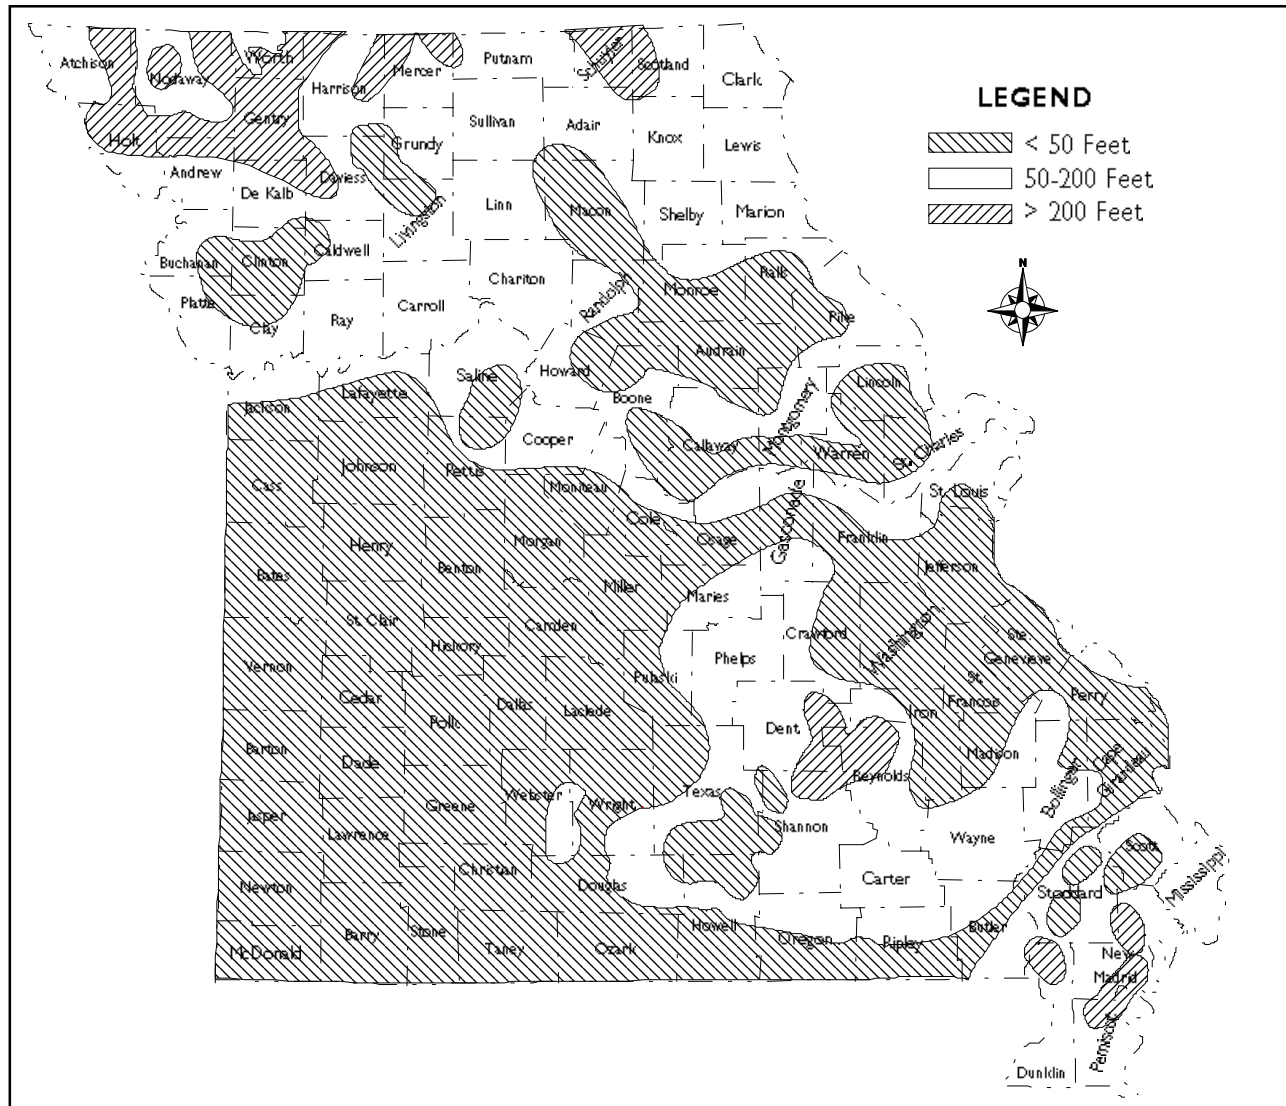 Atchison
Nodaway
Worth
Harrison
Mercer
Putnam
Schuyler
Scotland
Clark
Holt
Gentry
Grundy
Sullivan
Adair
Knox
Lewis
Andrew
De Kalb
Daviess
Livingston
Linn
Macon
Shelby
Marion
Buchanan
Clinton
Caldwell
Chariton
Randolph
Monroe
Ralls
Platte
Clay
Ray
Carroll
Audrain
Pike
Jackson
Lafayette
Saline
Howard
Boone
Montgomery
Lincoln
Cooper
Callaway
Warren
St. Charles
Cass
Johnson
Pettis
Moniteau
Cole
Osage
Gasconade
Franklin
St. Louis
Henry
Morgan
Jefferson
Bates
Benton
Miller
Maries
St. Clair
Hickory
Camden
Crawford
Washington
Ste.
Genevieve
Vernon
Cedar
Polk
Dallas
Laclede
Pulaski
Phelps
Dent
Iron
St.
Francois
Perry
Barton
Dade
Madison
Reynolds
Bollinger
Cape
Girardeau
Jasper
Lawrence
Greene
Webster
Wright
Texas
Shannon
Wayne
Scott
Mississippi
Newton
Christian
Douglas
Carter
Stoddard
McDonald
Barry
Stone
Taney
Ozark
Howell
Oregon
Ripley
Butler
New
Madrid
Pemiscot
Dunklin
LEGEND
< 50 Feet
50-200 Feet
> 200 Feet
N